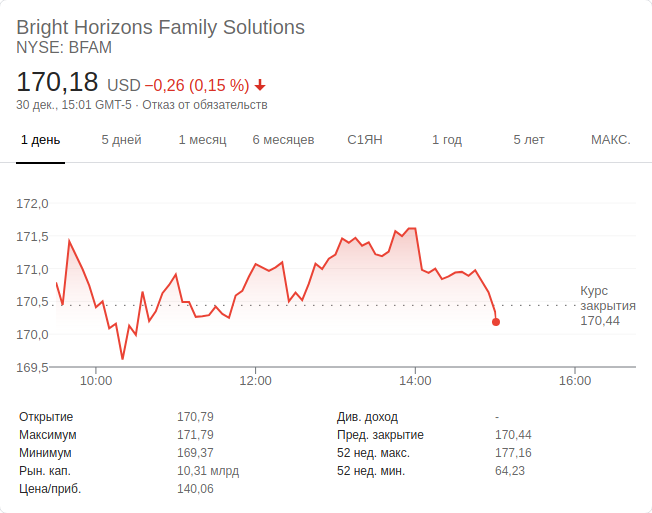 Bright Horizons Family Solutions
NYSE: BFAM
170,18 USD −0,26 (0,15 %)
30 дек., 15:01 GMT-5 · Отказ от обязательств
1 день 5 дней 1 месяц 6 месяцев С1ЯН 1 год 5 лет МАКС.
172,0
171,5
171,0
170,5
170,0
169,5
Курс
закрытия
170,44
10:00 12:00 14:00 16:00
Открытие 170,79 Див. доход -
Максимум 171,79 Пред. закрытие 170,44
Минимум 169,37 52 нед. макс. 177,16
Рын. кап. 10,31 млрд 52 нед. мин. 64,23
Цена/приб. 140,06